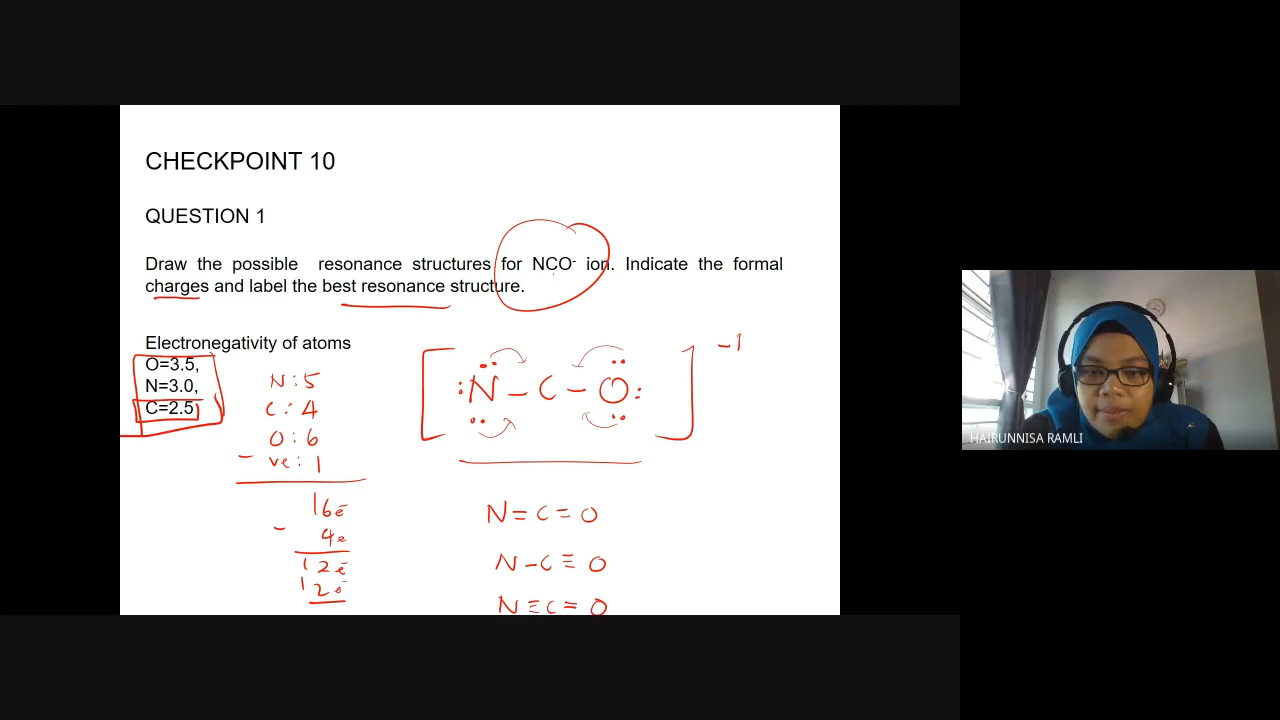 CHECKPOINT 10
QUESTION 1
Draw the possible resonance structures for NCO- ion. Indicate the formal
charges and label the best resonance structure.
Electronegativity of atoms
O=3.5,
N=3.0,
C=2.5
N: 5
C: 4
O: 6
- ve: 1
16e-
- 4e
12e-
12e-
[:N - C - O:] -1
N = C = O
N - C ≡ O
N ≡ C = O
HAIRUNNISA RAMLI